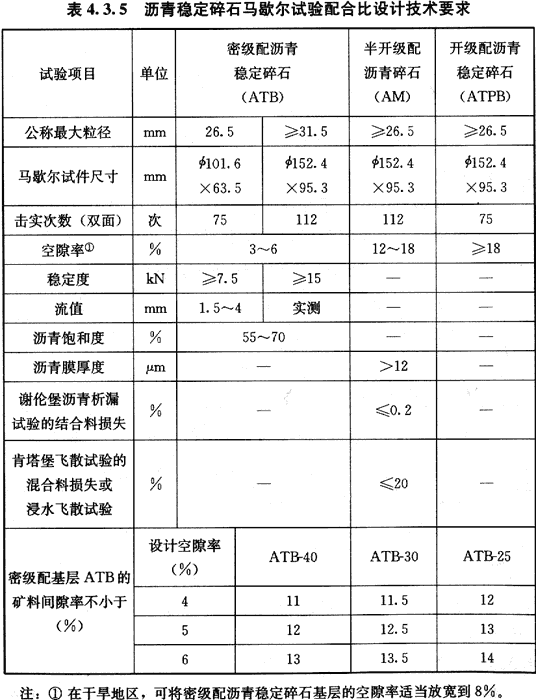 表 4.3.5 沥青稳定碎石马歇尔试验配合比设计技术要求
试验项目 单位 密级配沥青 半开级配 开级配沥青
稳定碎石 沥青碎石 稳定碎石
(ATB) (AM) (ATPB)
公称最大粒径 mm 26.5 ≥31.5 ≥26.5 ≥26.5
马歇尔试件尺寸 mm ϕ101.6 ϕ152.4 ϕ152.4 ϕ152.4
×63.5 ×95.3 ×95.3 ×95.3
击实次数（双面） 次 75 112 112 75
空隙率① % 3～6 12～18 ≥18
稳定度 kN ≥7.5 ≥15 — —
流值 mm 1.5～4 实测 — —
沥青饱和度 % 55～70 — —
沥青膜厚度 μm — >12 —
谢伦堡沥青析漏
试验的结合料损失 % — ≤0.2 —
肯塔堡飞散试验的
混合料损失或 % — ≤20 —
浸水飞散试验
密级配基层 ATB 的
矿料间隙率不小于
(%)
设计空隙率
(%) ATB-40 ATB-30 ATB-25
4 11 11.5 12
5 12 12.5 13
6 13 13.5 14
注：① 在干旱地区，可将密级配沥青稳定碎石基层的空隙率适当放宽到 8%。